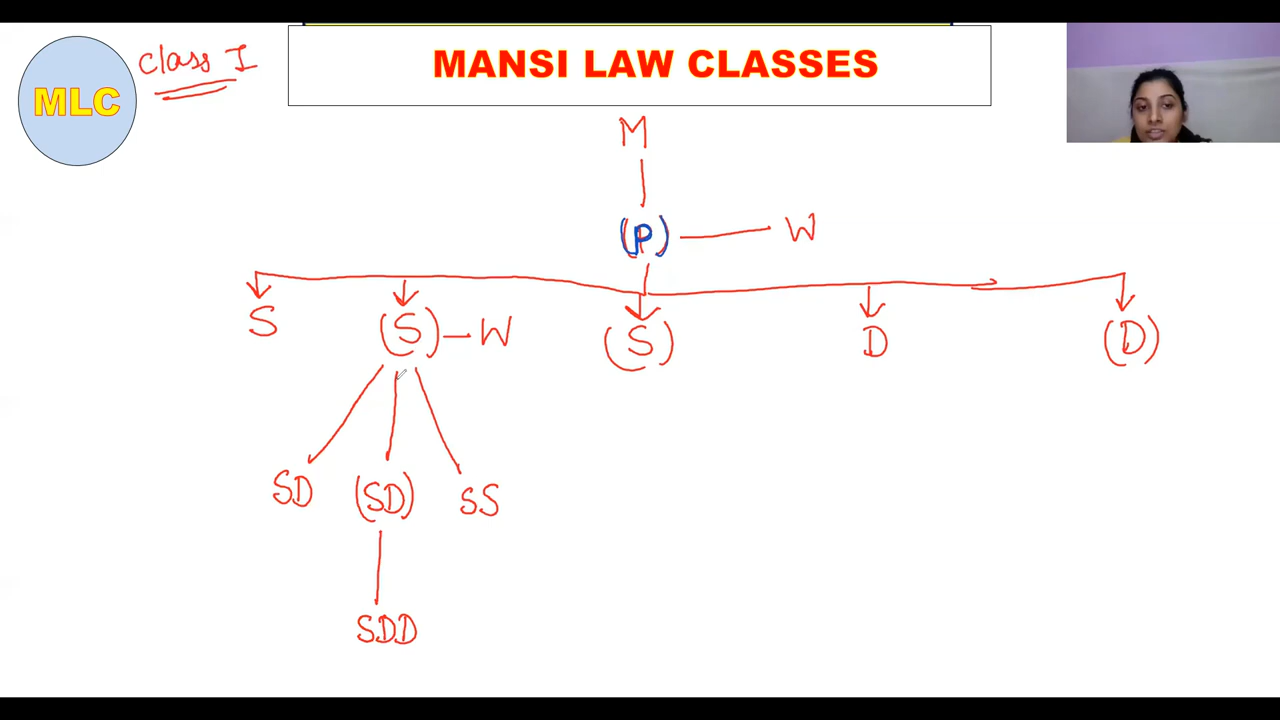 MLC
class I
MANSI LAW CLASSES
M
(P) W
S (S) W (S) D (D)
SD (SD) SS
SDD